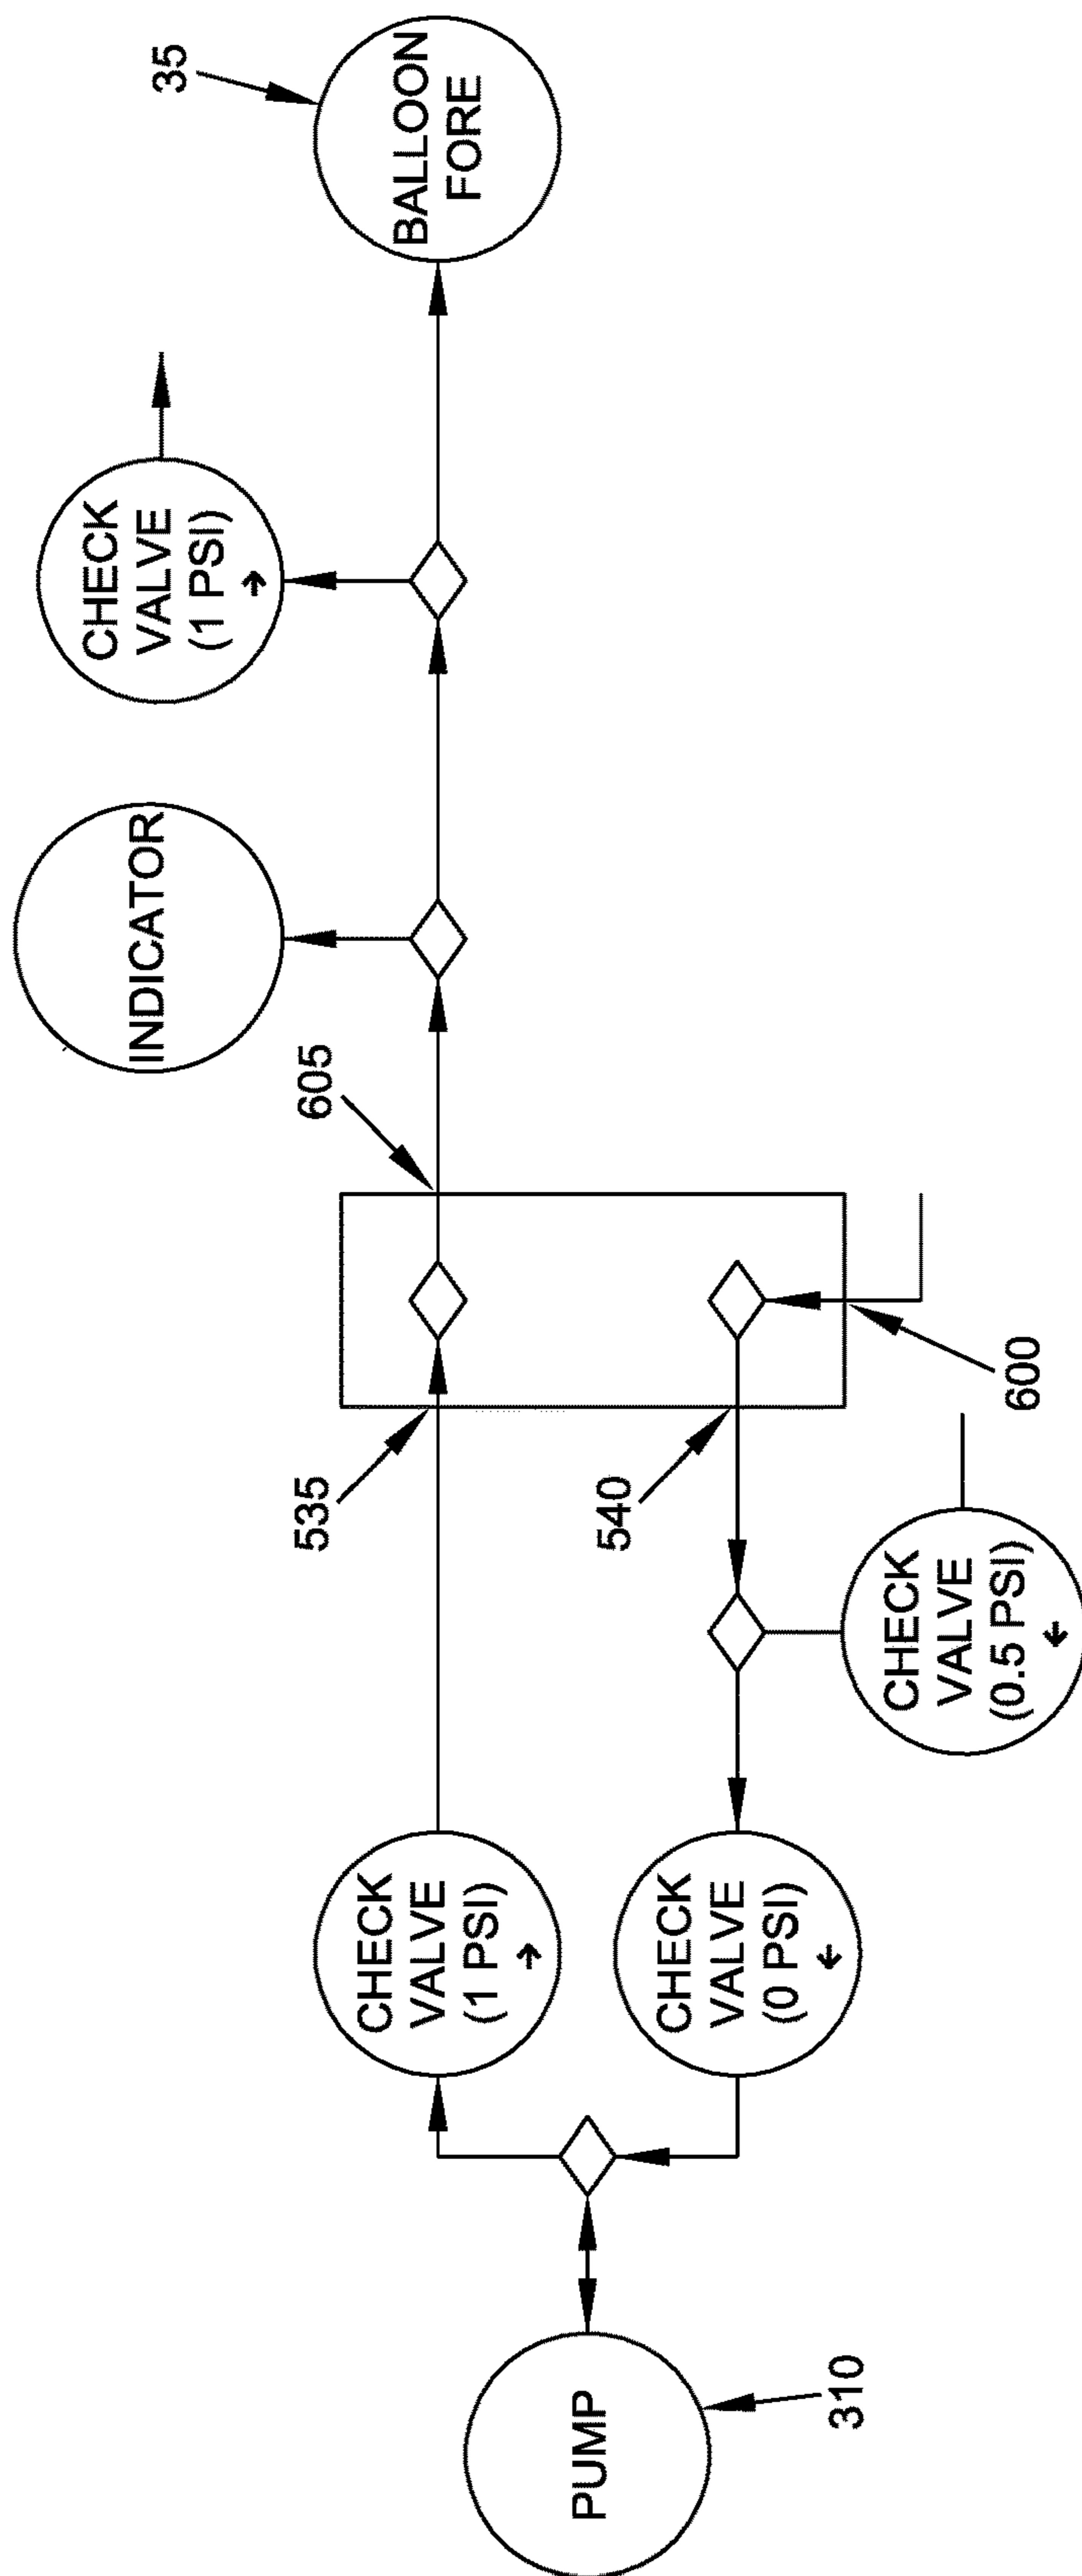 PUMP
310
CHECK
VALVE
(1 PSI)
→
CHECK
VALVE
(0 PSI)
←
535
540
CHECK
VALVE
(0.5 PSI)
←
600
605
INDICATOR
CHECK
VALVE
(1 PSI)
→
BALLOON
FORE
35